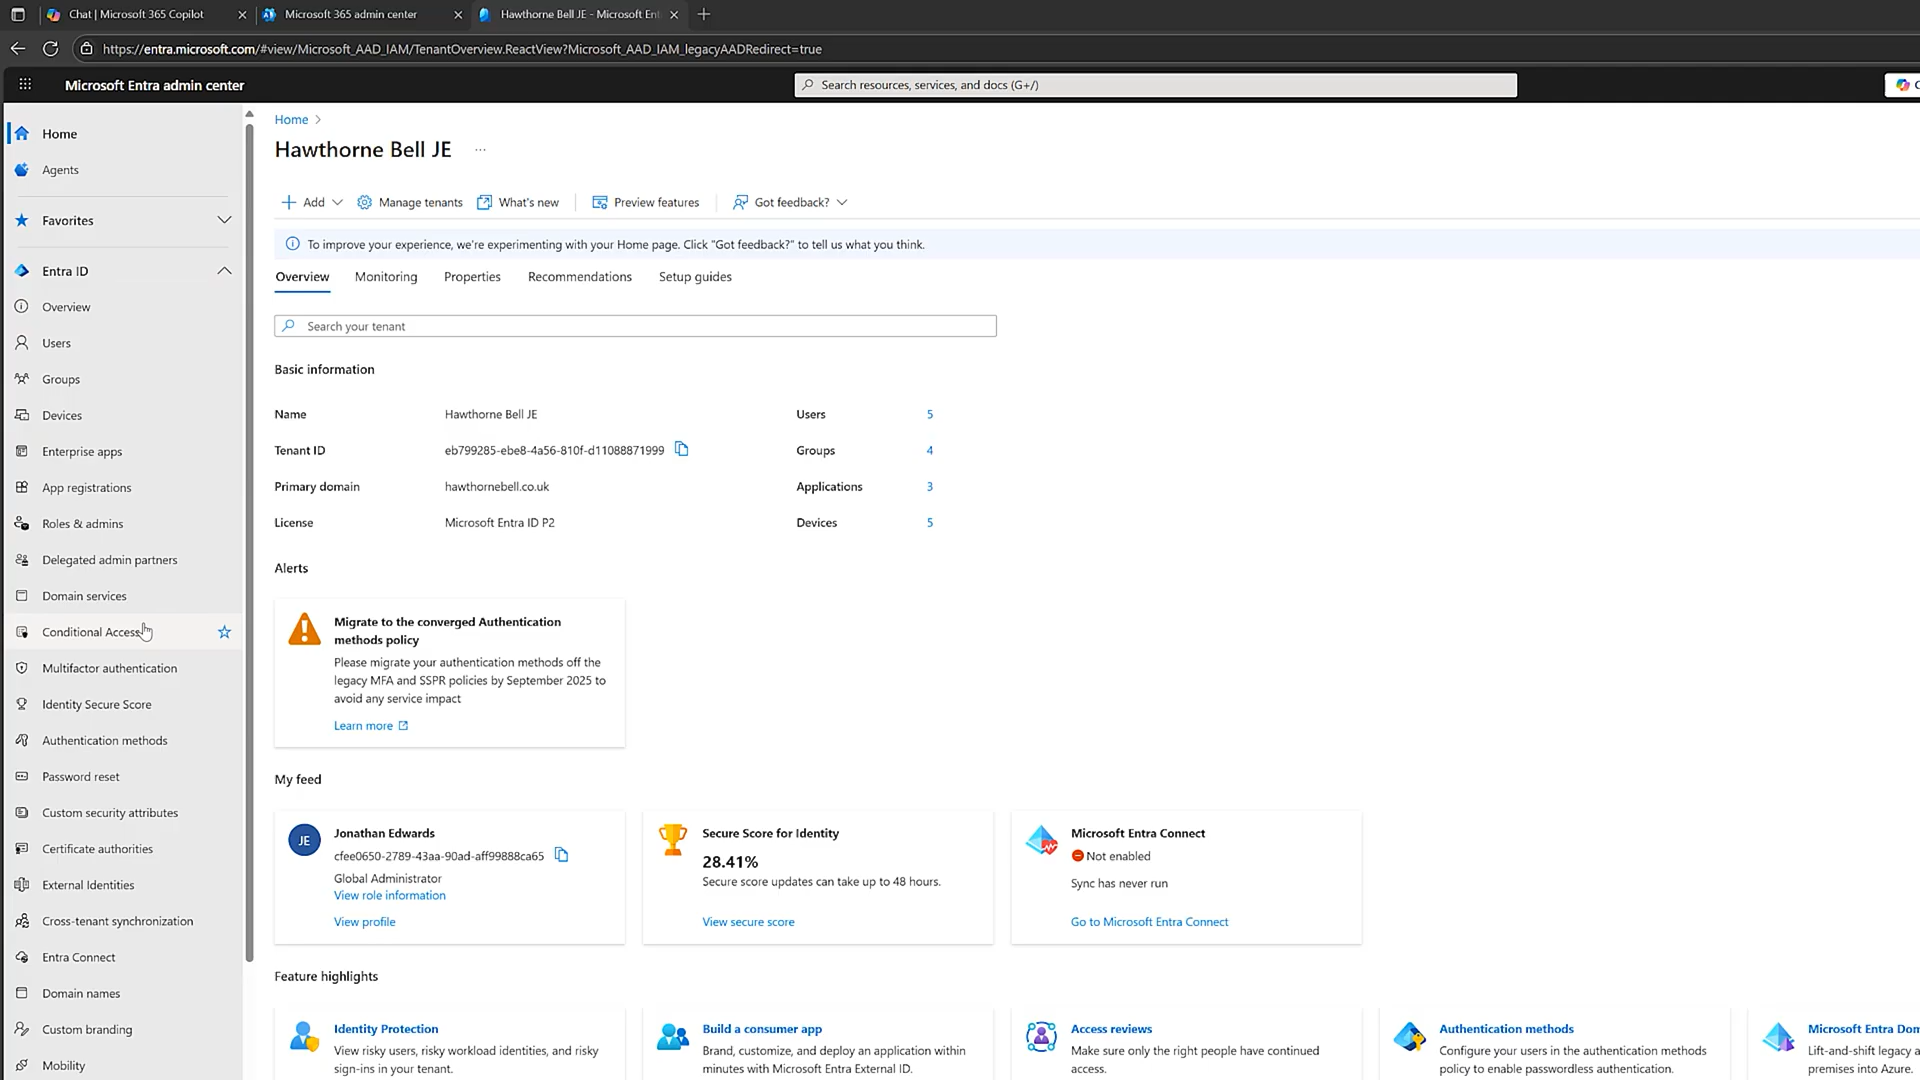 Chat | Microsoft 365 Copilot
Microsoft 365 admin center
Hawthorne Bell JE - Microsoft Ent
https://entra.microsoft.com/#view/Microsoft_AAD_IAM/TenantOverview.ReactView?Microsoft_AAD_IAM_legacyAADRedirect=true
Microsoft Entra admin center
Search resources, services, and docs (G+/)
Home
Agents
Favorites
Entra ID
Overview
Users
Groups
Devices
Enterprise apps
App registrations
Roles & admins
Delegated admin partners
Domain services
Conditional Access
Multifactor authentication
Identity Secure Score
Authentication methods
Password reset
Custom security attributes
Certificate authorities
External Identities
Cross-tenant synchronization
Entra Connect
Domain names
Custom branding
Mobility
Home >
Hawthorne Bell JE ...
Add
Manage tenants
What's new
Preview features
Got feedback?
To improve your experience, we're experimenting with your Home page. Click "Got feedback?" to tell us what you think.
Overview Monitoring Properties Recommendations Setup guides
Search your tenant
Basic information
Name Hawthorne Bell JE Users 5
Tenant ID eb799285-ebe8-4a56-810f-d11088871999 Groups 4
Primary domain hawthornebell.co.uk Applications 3
License Microsoft Entra ID P2 Devices 5
Alerts
Migrate to the converged Authentication
methods policy
Please migrate your authentication methods off the
legacy MFA and SSPR policies by September 2025 to
avoid any service impact
Learn more
My feed
JE
Jonathan Edwards
cfee0650-2789-43aa-90ad-aff99888ca65
Global Administrator
View role information
View profile
Secure Score for Identity
28.41%
Secure score updates can take up to 48 hours.
View secure score
Microsoft Entra Connect
Not enabled
Sync has never run
Go to Microsoft Entra Connect
Feature highlights
Identity Protection
View risky users, risky workload identities, and risky
sign-ins in your tenant.
Build a consumer app
Brand, customize, and deploy an application within
minutes with Microsoft Entra External ID.
Access reviews
Make sure only the right people have continued
access.
Authentication methods
Configure your users in the authentication methods
policy to enable passwordless authentication.
Microsoft Entra Dom
Lift-and-shift legacy a
premises into Azure.